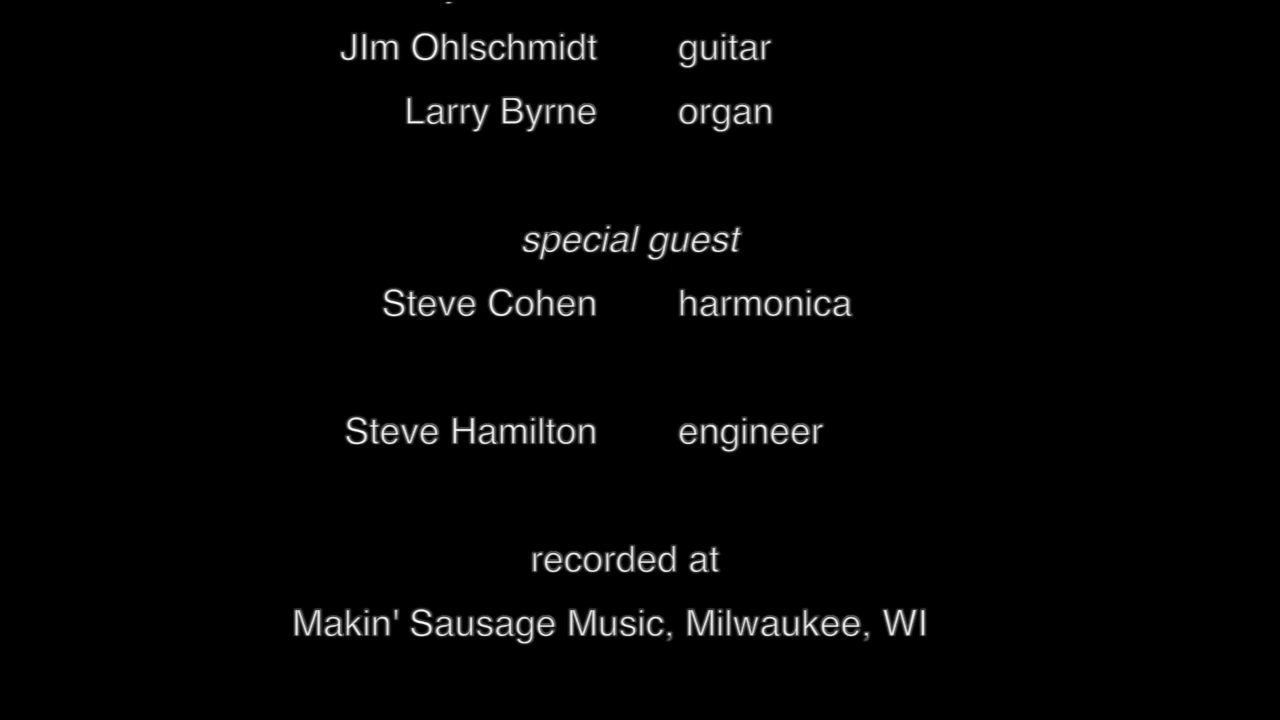 JIm Ohlschmidt guitar
Larry Byrne organ
special guest
Steve Cohen harmonica
Steve Hamilton engineer
recorded at
Makin' Sausage Music, Milwaukee, WI